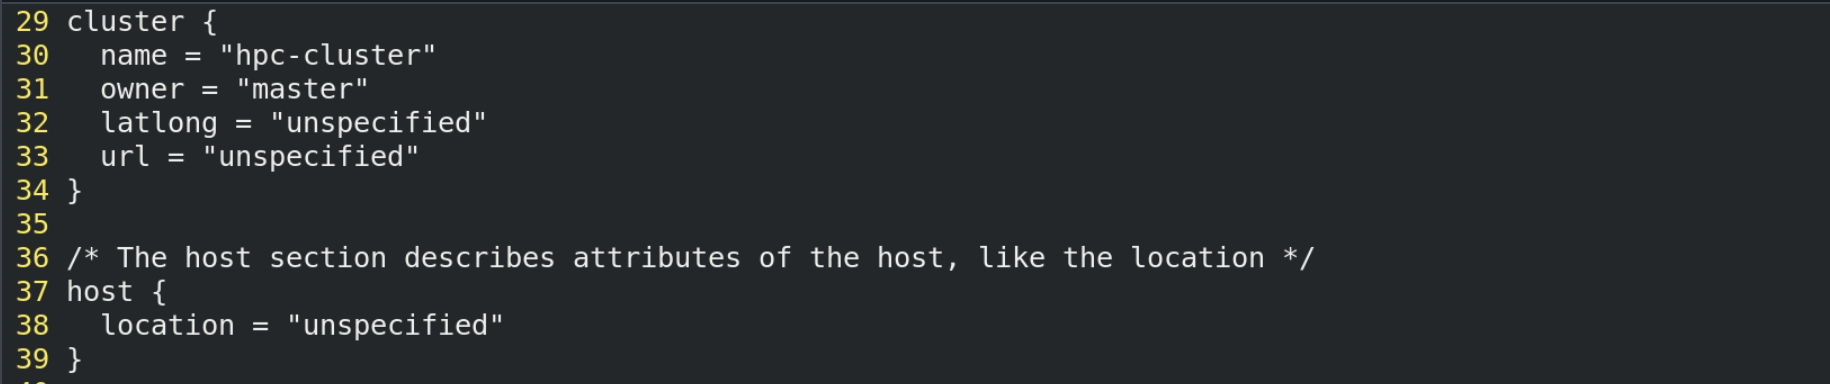 29 cluster {
30   name = "hpc-cluster"
31   owner = "master"
32   latlong = "unspecified"
33   url = "unspecified"
34 }
35
36 /* The host section describes attributes of the host, like the location */
37 host {
38   location = "unspecified"
39 }